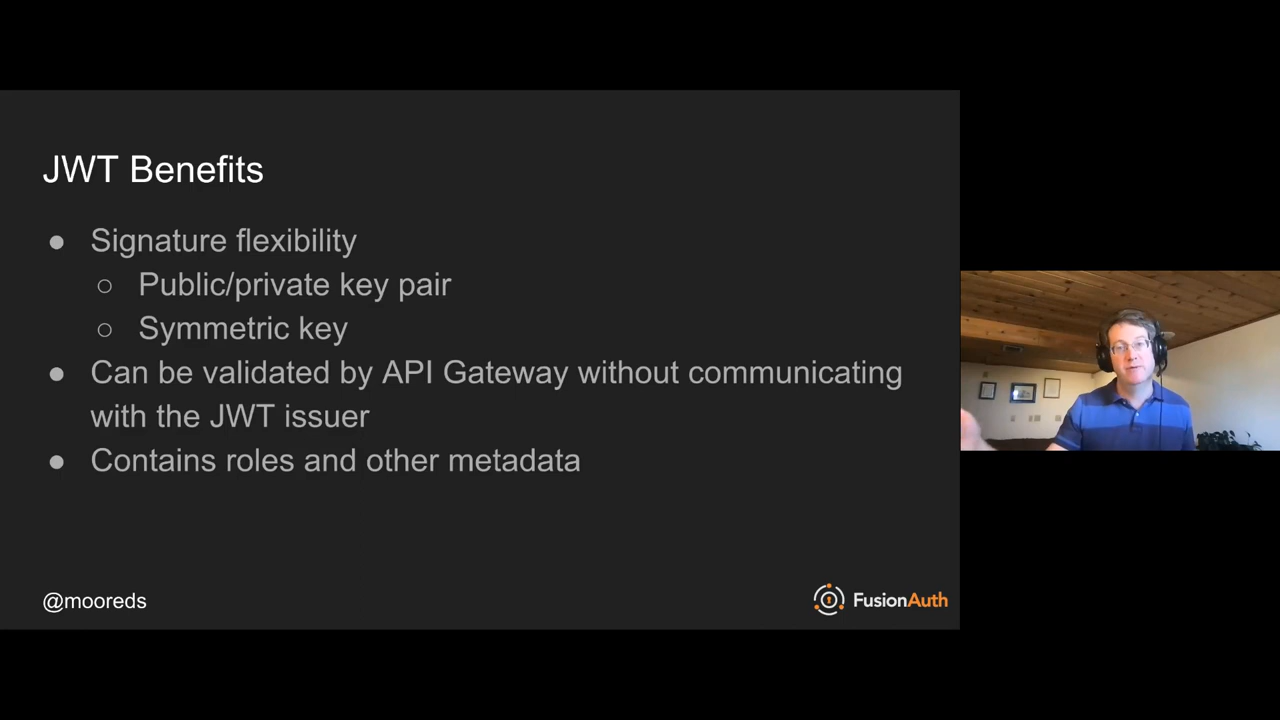 JWT Benefits
● Signature flexibility
○ Public/private key pair
○ Symmetric key
● Can be validated by API Gateway without communicating
with the JWT issuer
● Contains roles and other metadata
@mooreds
FusionAuth